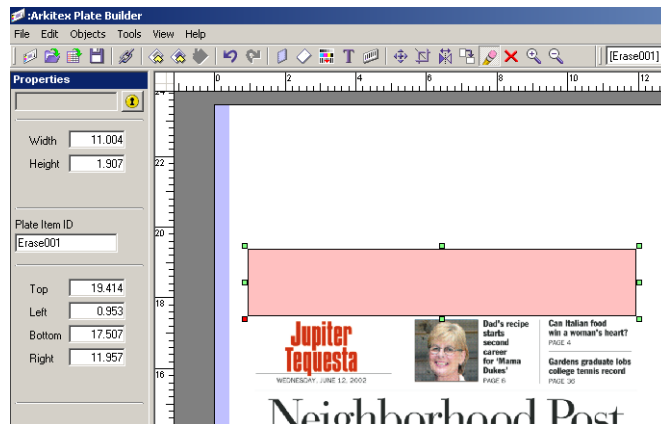 :Arkitex Plate Builder
File Edit Objects Tools View Help
[Erase001]
Properties
0 2 4 6 8 10 12
Width 11.004
Height 1.907
Plate Item ID
Erase001
Top 19.414
Left 0.953
Bottom 17.507
Right 11.957
24
22
20
18
16
Jupiter
Tequesta
WEDNESDAY, JUNE 12, 2002
Dad's recipe
starts
second
career
for 'Mama
Dukes'
PAGE 6
Can Italian food
win a woman's heart?
PAGE 4
Gardens graduate lobs
college tennis record
PAGE 36
Neighborhood Post